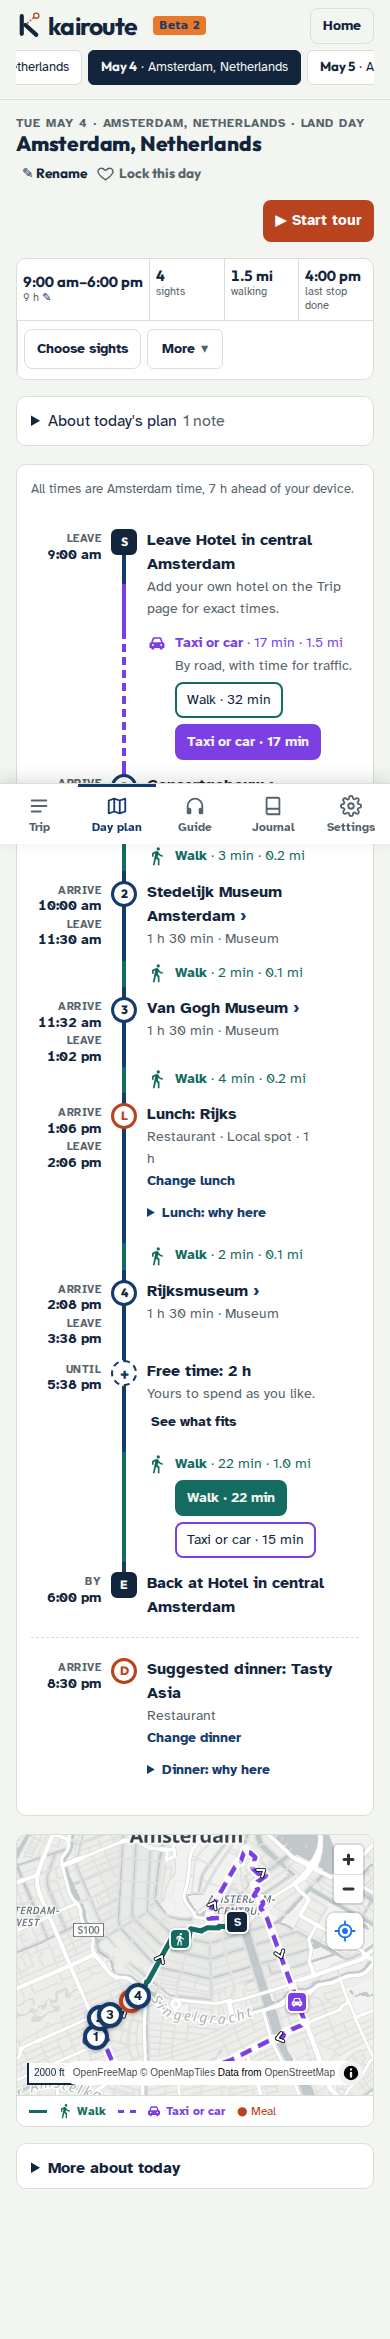 kairoute Beta 2 Home
therlands May 4 · Amsterdam, Netherlands May 5 · A
TUE MAY 4 · AMSTERDAM, NETHERLANDS · LAND DAY
Amsterdam, Netherlands
✎ Rename Lock this day
▶ Start tour
9:00 am–6:00 pm 4 1.5 mi 4:00 pm
9 h ✎ sights walking last stop
done
Choose sights More ▼
▶ About today's plan 1 note
All times are Amsterdam time, 7 h ahead of your device.
LEAVE S Leave Hotel in central
9:00 am Amsterdam
Add your own hotel on the Trip
page for exact times.
Taxi or car · 17 min · 1.5 mi
By road, with time for traffic.
Walk · 32 min
Taxi or car · 17 min
Trip Day plan Guide Journal Settings
Walk · 3 min · 0.2 mi
ARRIVE 2 Stedelijk Museum
10:00 am Amsterdam ›
LEAVE
11:30 am 1 h 30 min · Museum
Walk · 2 min · 0.1 mi
ARRIVE 3 Van Gogh Museum ›
11:32 am 1 h 30 min · Museum
LEAVE
1:02 pm
Walk · 4 min · 0.2 mi
ARRIVE L Lunch: Rijks
1:06 pm Restaurant · Local spot · 1
LEAVE h
2:06 pm
Change lunch
▶ Lunch: why here
Walk · 2 min · 0.1 mi
ARRIVE 4 Rijksmuseum ›
2:08 pm 1 h 30 min · Museum
LEAVE
3:38 pm
UNTIL + Free time: 2 h
5:38 pm Yours to spend as you like.
See what fits
Walk · 22 min · 1.0 mi
Walk · 22 min
Taxi or car · 15 min
BY E Back at Hotel in central
6:00 pm Amsterdam
ARRIVE D Suggested dinner: Tasty
8:30 pm Asia
Restaurant
Change dinner
▶ Dinner: why here
Amsterdam
+
−
S100
S
4
3
1
Syngelgracht
2000 ft OpenFreeMap © OpenMapTiles Data from OpenStreetMap
Walk Taxi or car Meal
▶ More about today